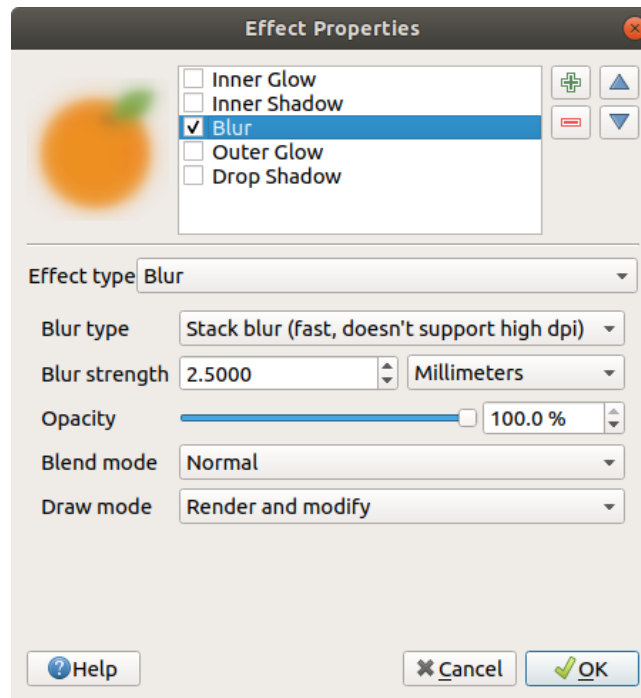 Effect Properties
Inner Glow
Inner Shadow
Blur
Outer Glow
Drop Shadow
Effect type Blur
Blur type Stack blur (fast, doesn't support high dpi)
Blur strength 2.5000 Millimeters
Opacity 100.0 %
Blend mode Normal
Draw mode Render and modify
Help Cancel OK